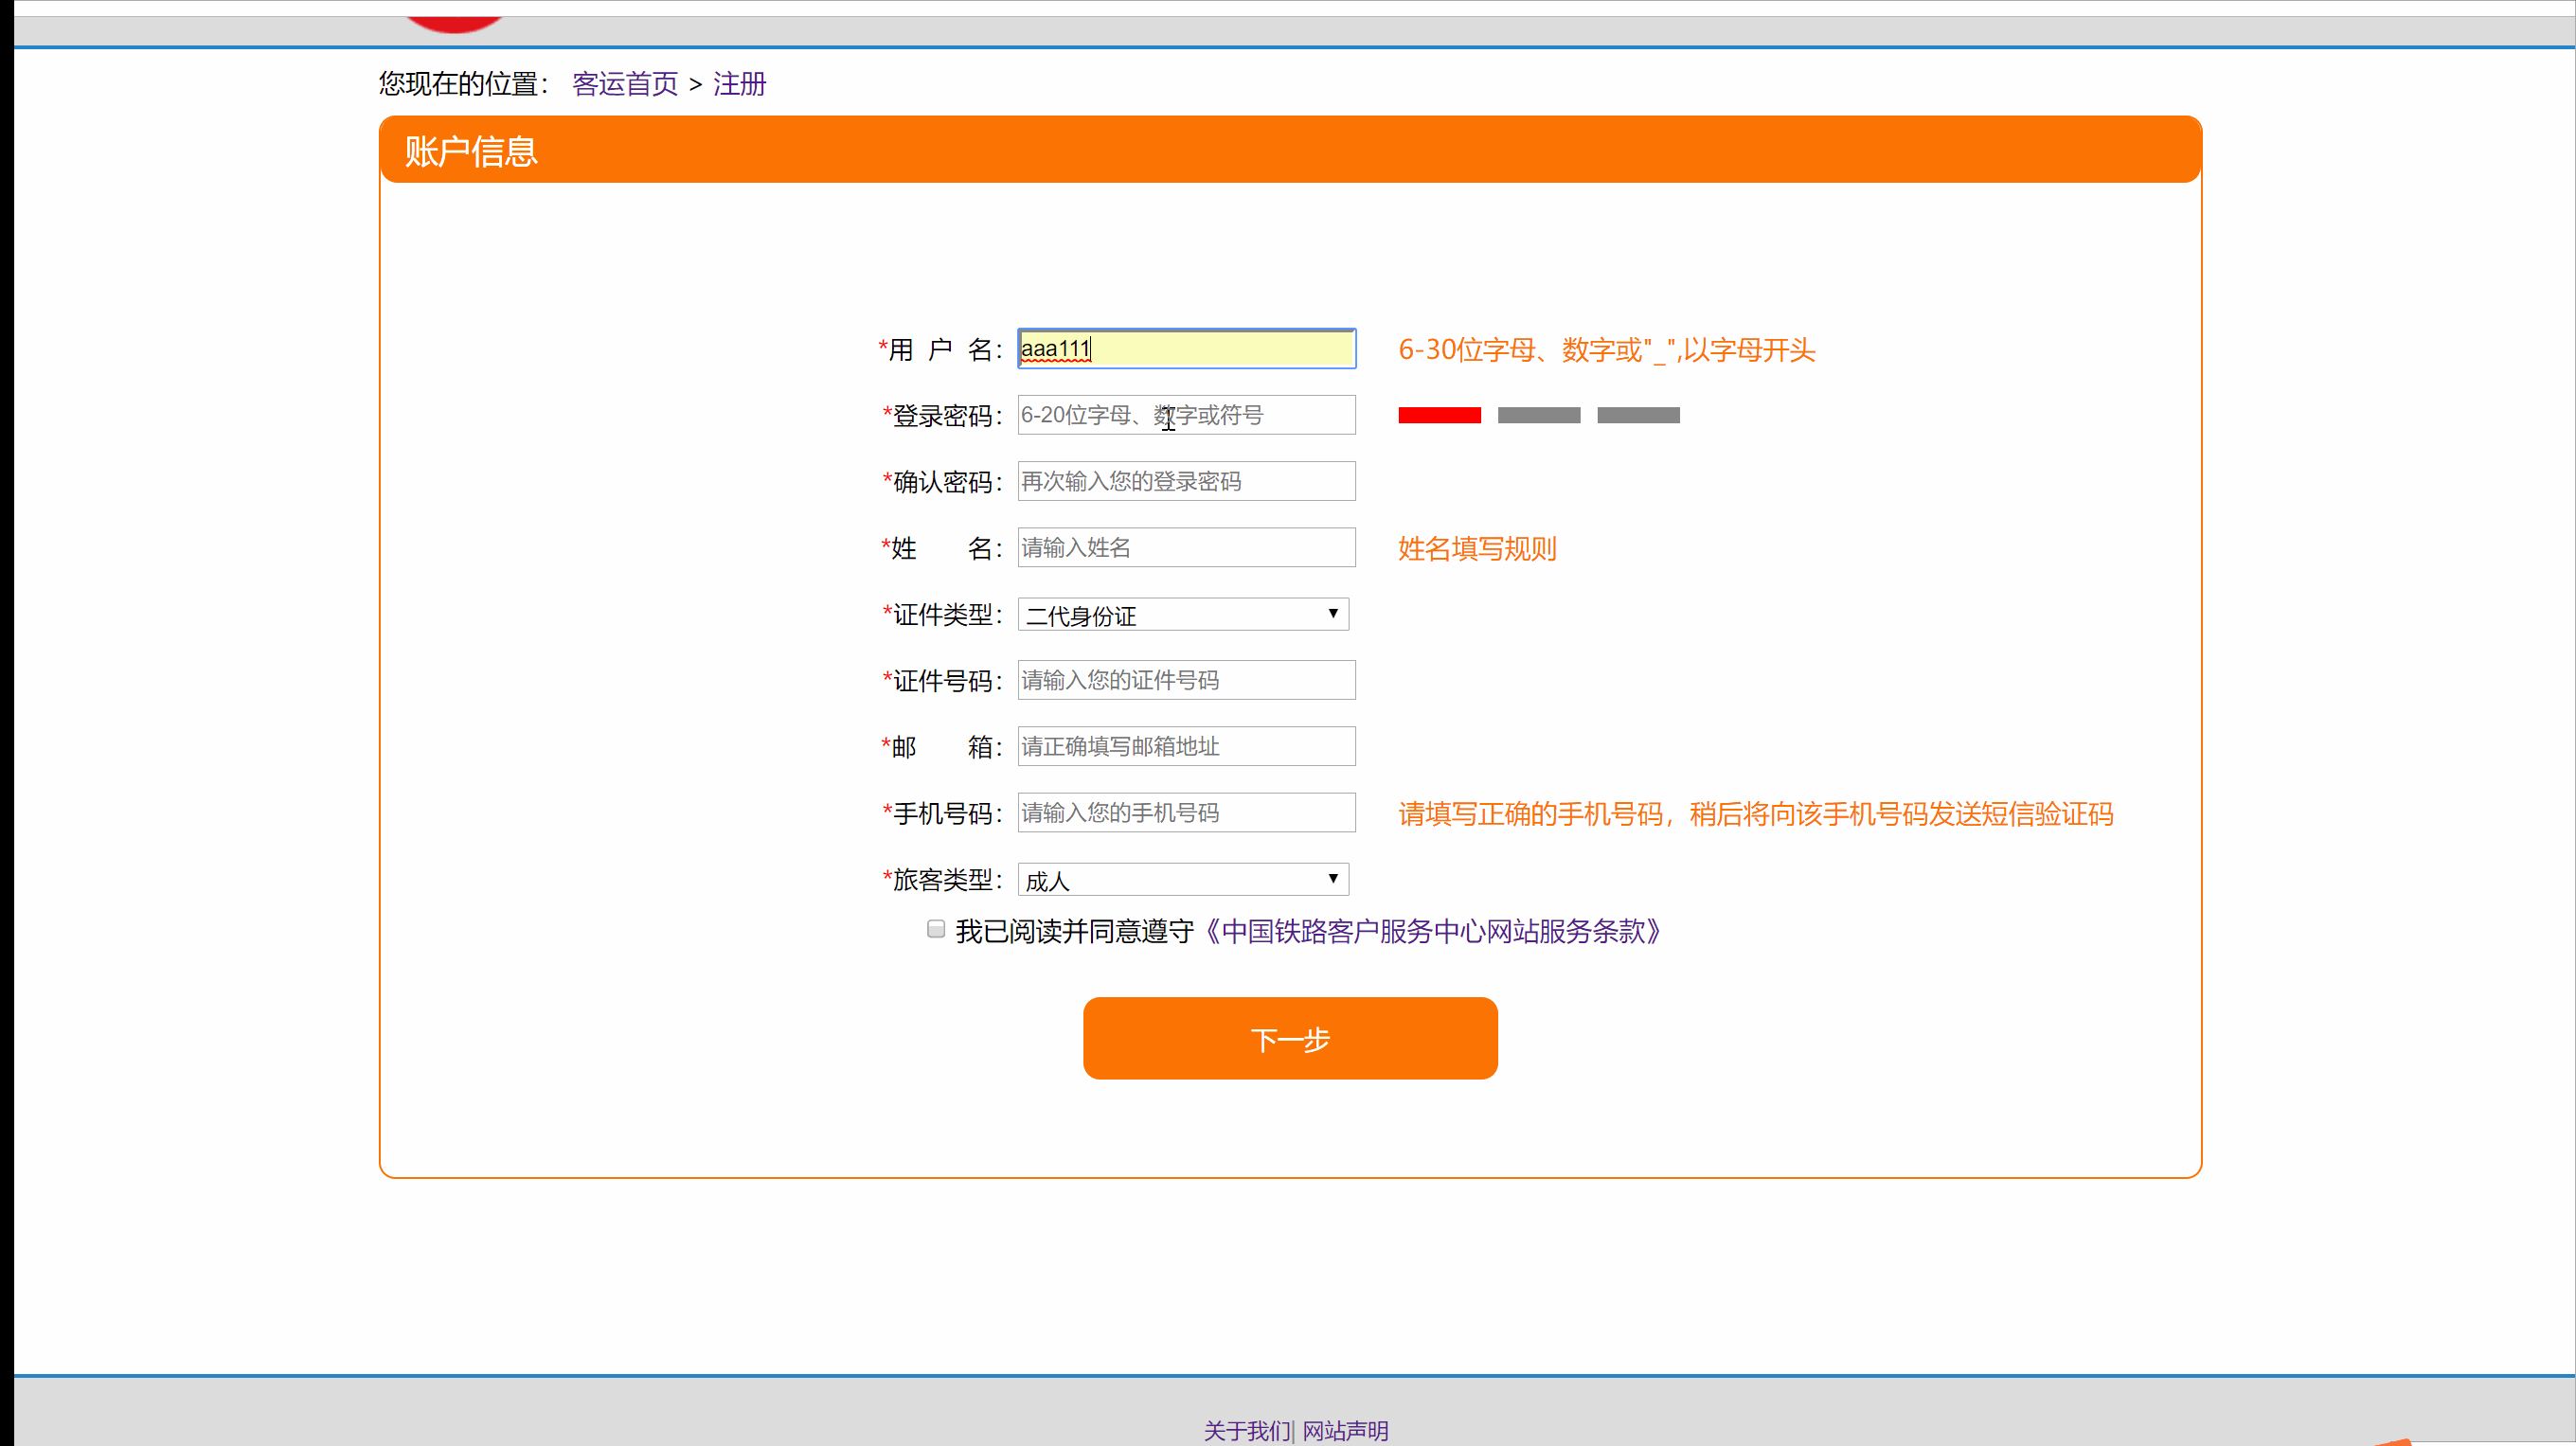 您现在的位置： 客运首页 > 注册
账户信息
*用 户 名： aaa111 6-30位字母、数字或"_",以字母开头
*登录密码： 6-20位字母、数字或符号
*确认密码： 再次输入您的登录密码
*姓 名： 请输入姓名 姓名填写规则
*证件类型： 二代身份证
*证件号码： 请输入您的证件号码
*邮 箱： 请正确填写邮箱地址
*手机号码： 请输入您的手机号码 请填写正确的手机号码，稍后将向该手机号码发送短信验证码
*旅客类型： 成人
我已阅读并同意遵守《中国铁路客户服务中心网站服务条款》
下一步
关于我们| 网站声明